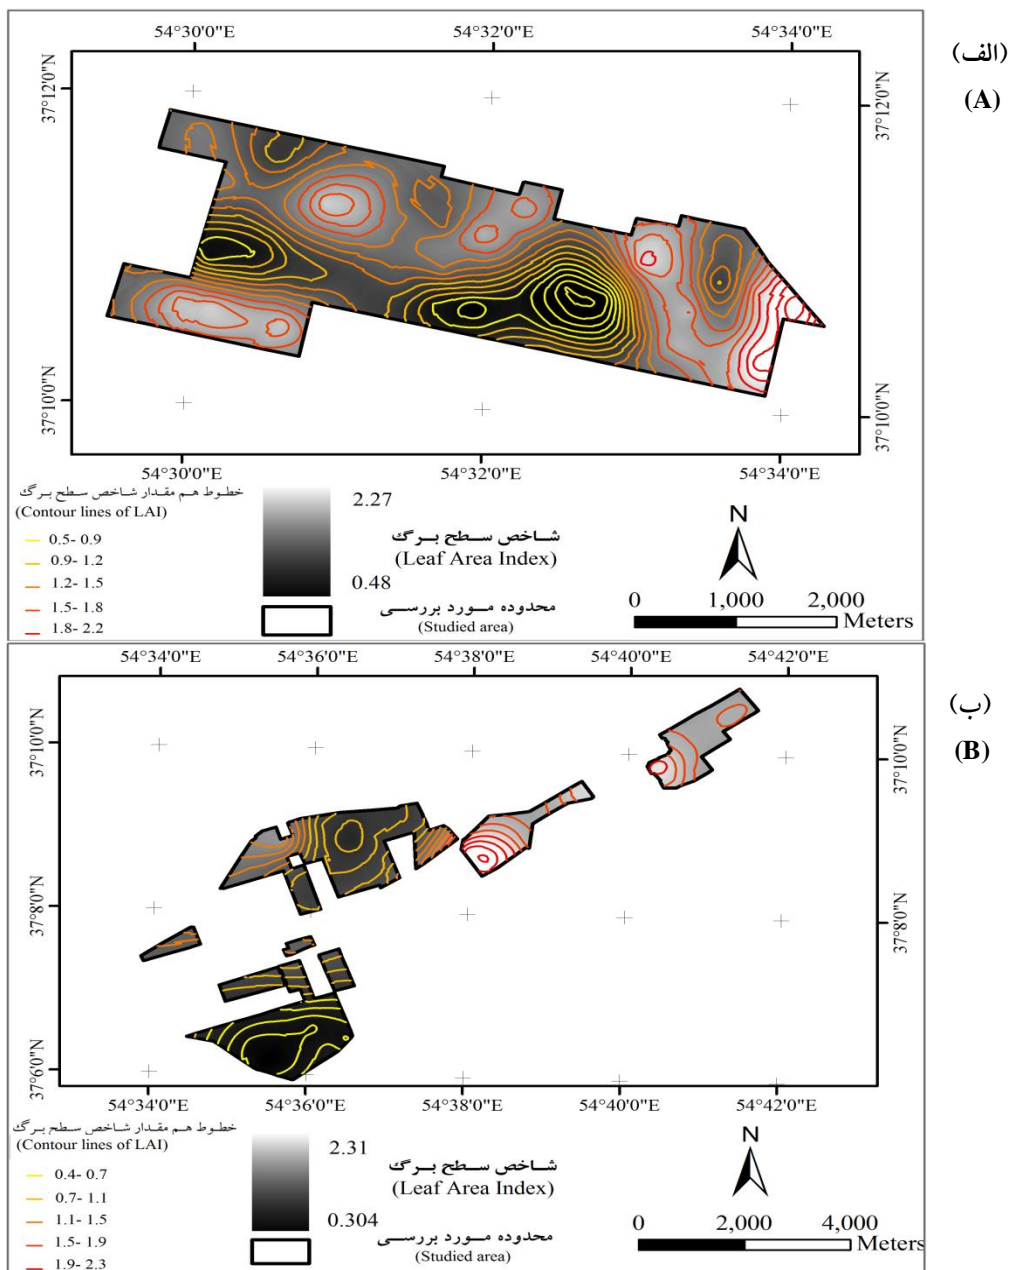 54°30'0"E 54°32'0"E 54°34'0"E
(الف)
(A)
37°12'0"N
37°12'0"N
37°10'0"N
37°10'0"N
54°30'0"E 54°32'0"E 54°34'0"E
خطوط هم مقدار شاخص سطح برگ
(Contour lines of LAI)
0.5- 0.9
0.9- 1.2
1.2- 1.5
1.5- 1.8
1.8- 2.2
2.27
شاخص سطح برگ
(Leaf Area Index)
0.48
محدوده مورد بررسی
(Studied area)
N
0 1,000 2,000
Meters
54°34'0"E 54°36'0"E 54°38'0"E 54°40'0"E 54°42'0"E
(ب)
(B)
37°10'0"N
37°10'0"N
37°8'0"N
37°8'0"N
37°6'0"N
54°34'0"E 54°36'0"E 54°38'0"E 54°40'0"E 54°42'0"E
خطوط هم مقدار شاخص سطح برگ
(Contour lines of LAI)
0.4- 0.7
0.7- 1.1
1.1- 1.5
1.5- 1.9
1.9- 2.3
2.31
شاخص سطح برگ
(Leaf Area Index)
0.304
محدوده مورد بررسی
(Studied area)
N
0 2,000 4,000
Meters